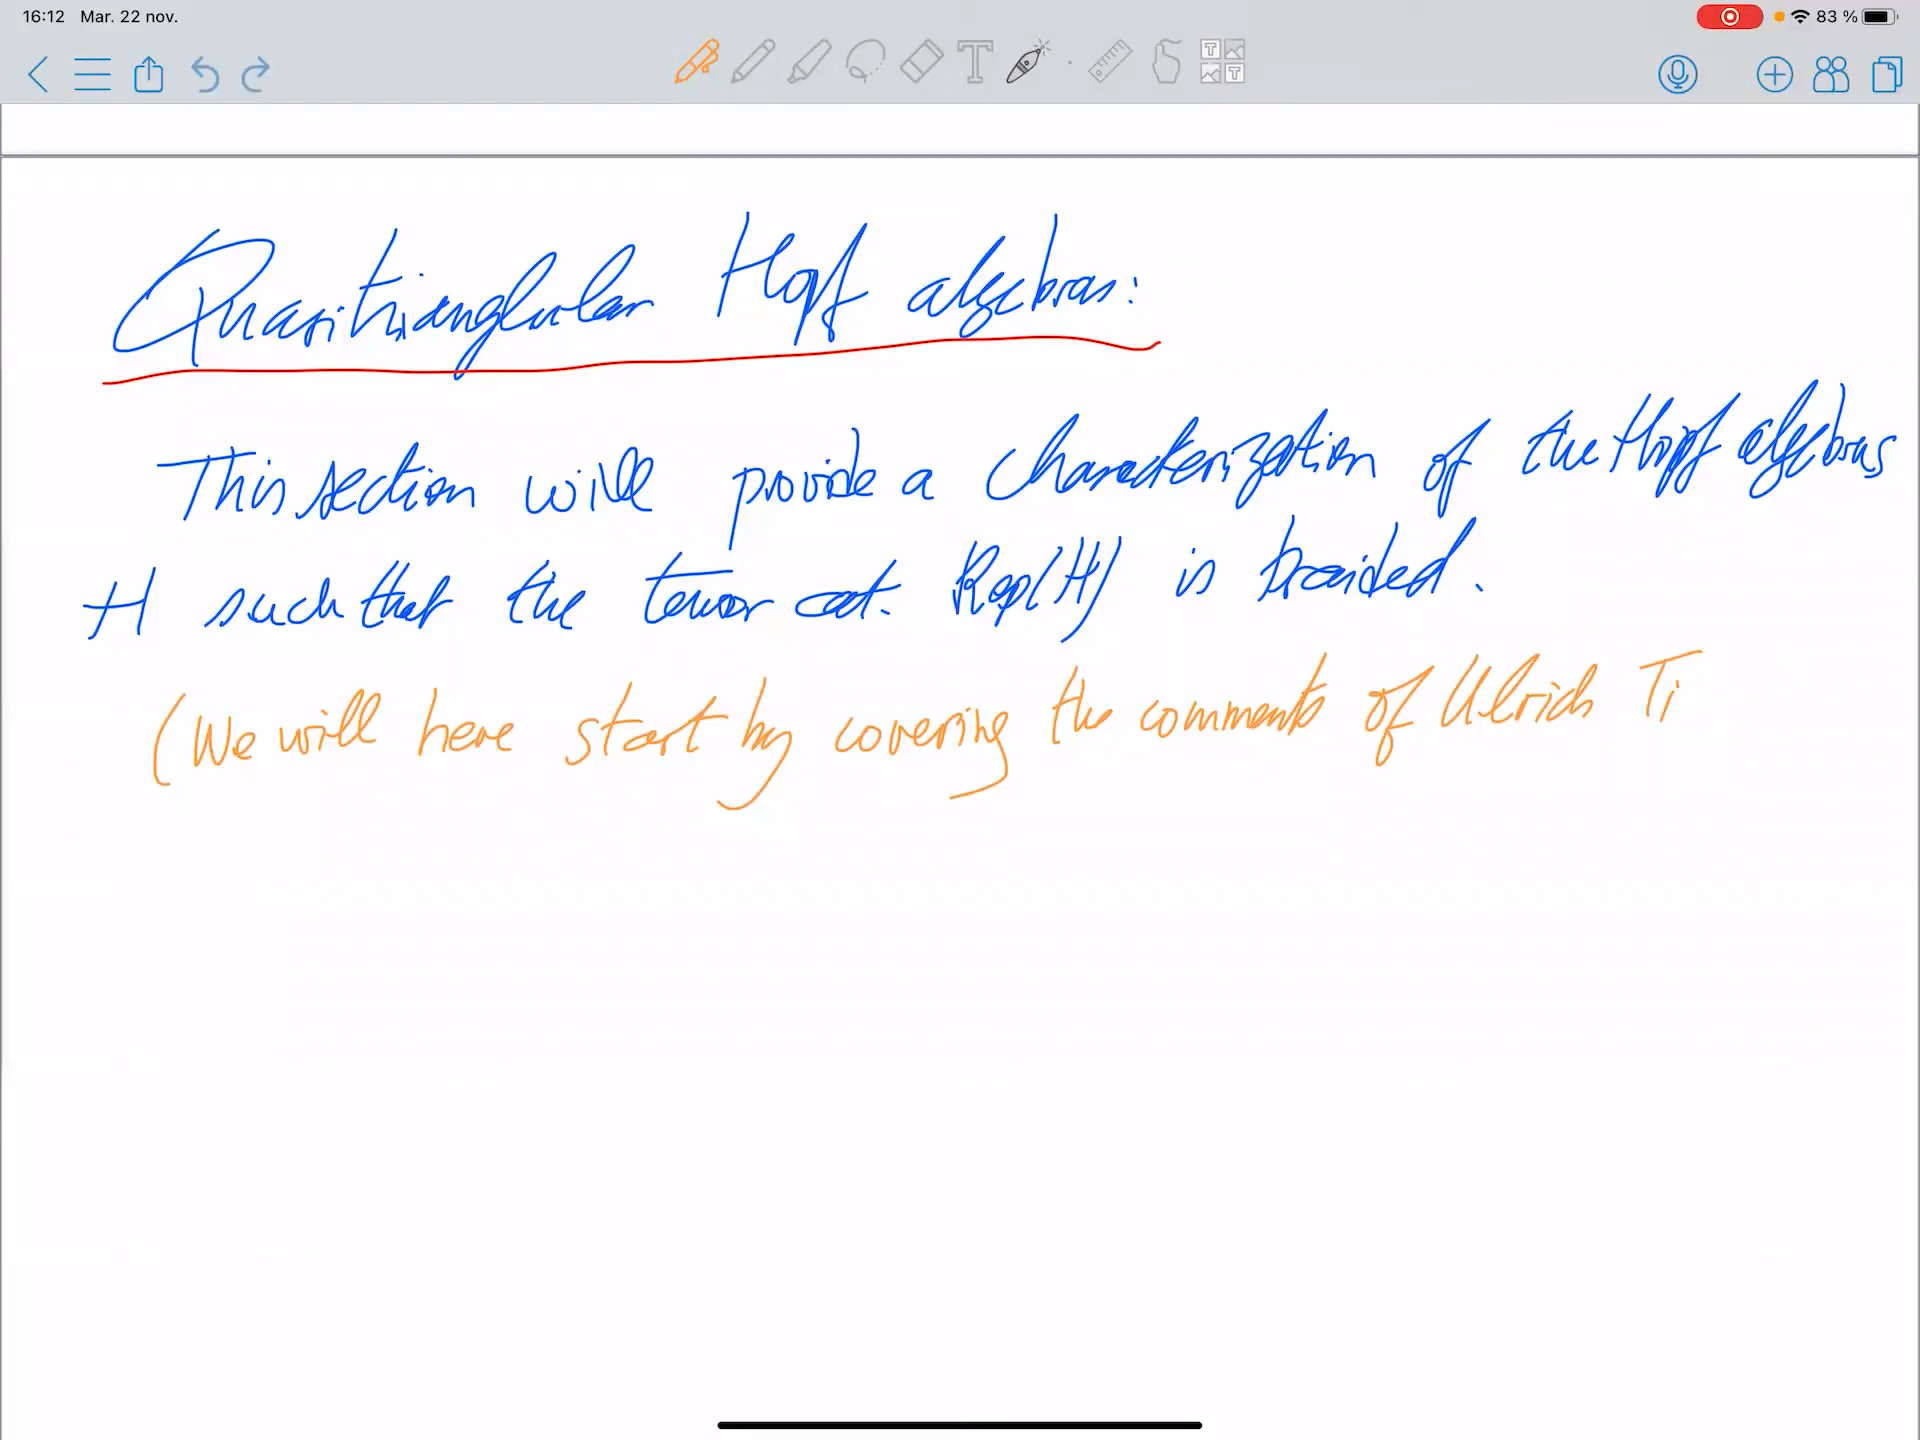 16:12 Mar. 22 nov.
83 %
Quasitrianglular Hopf algebras:
This section will provide a characterization of the Hopf algebras
H such that the tensor cat. Rep(H) is braided.
(We will here start by covering the comments of Ulrich Ti